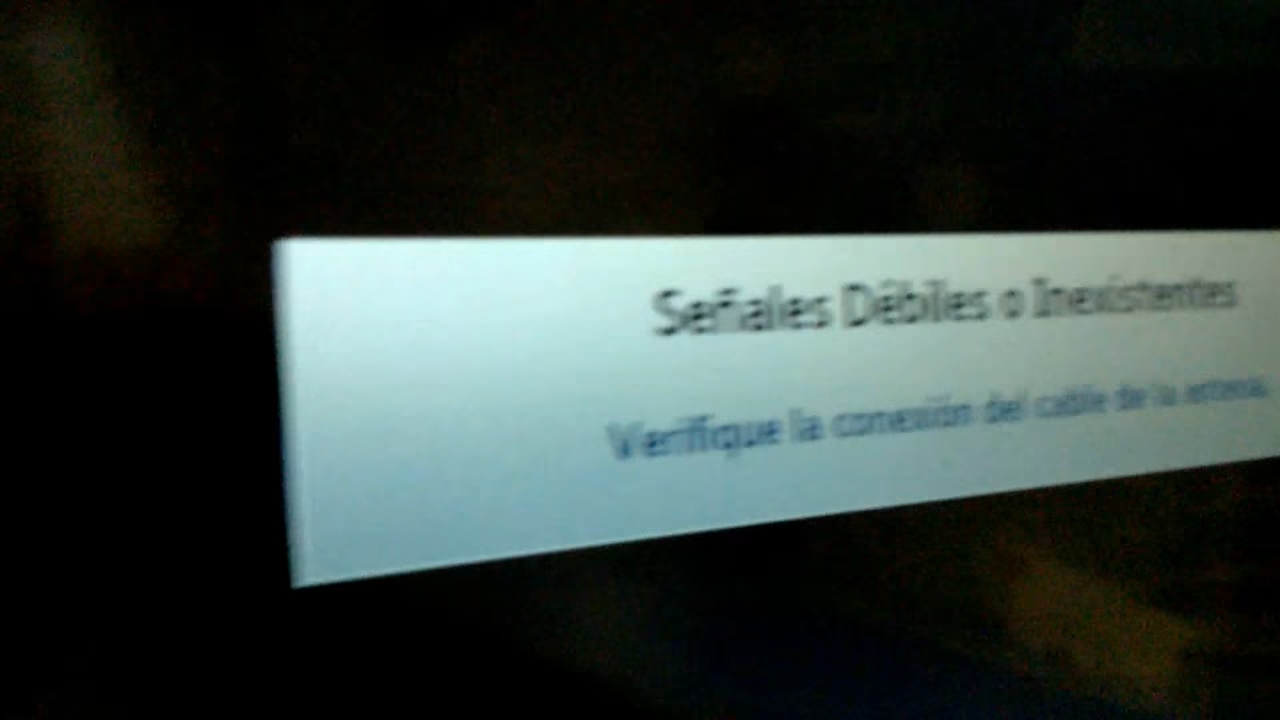 Señales Débiles o Inexistentes
Verifique la conexión del cable de la antena.